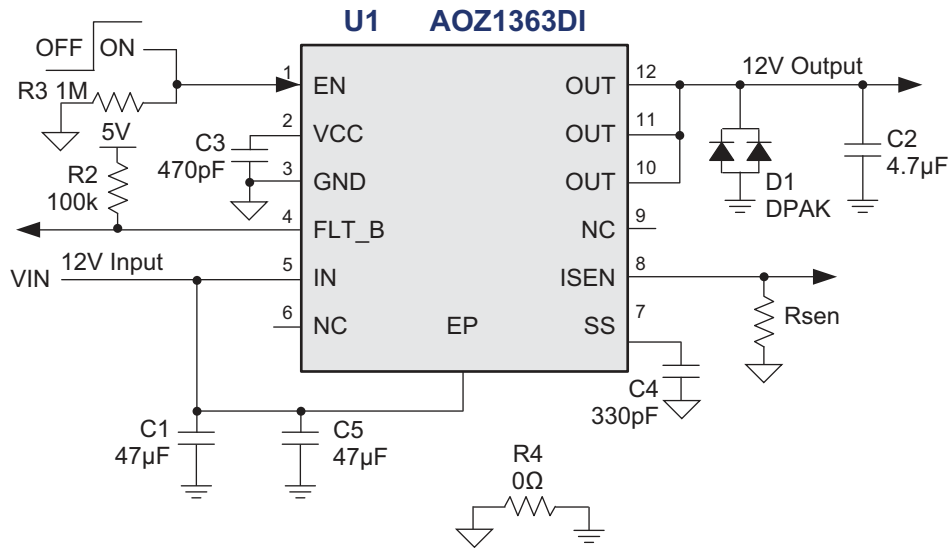 U1 AOZ1363DI
OFF ON
R3 1M
5V
R2
100k
C3
470pF
12V Input
VIN
1
EN
2
VCC
3
GND
4
FLT_B
5
IN
6
NC
EP
12
OUT
11
OUT
10
OUT
9
NC
8
ISEN
7
SS
12V Output
D1
DPAK
C2
4.7µF
Rsen
C4
330pF
C1
47µF
C5
47µF
R4
0Ω